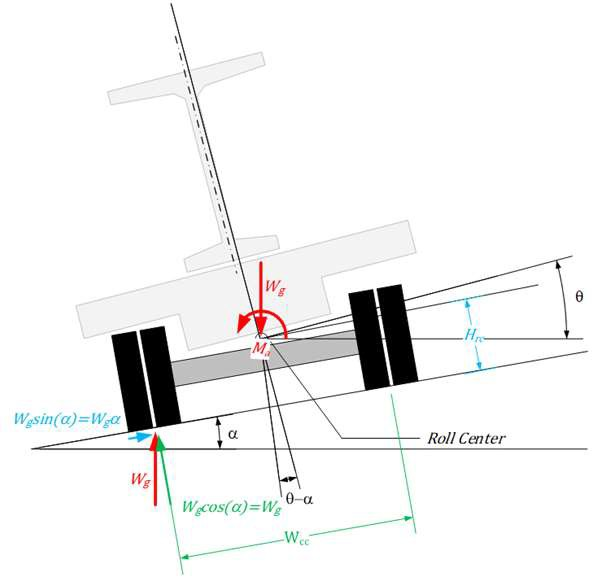 W_g
θ
H_rc
M_a
W_g sin(α)=W_g α
α
Roll Center
W_g
θ−α
W_g cos(α)=W_g
W_cc